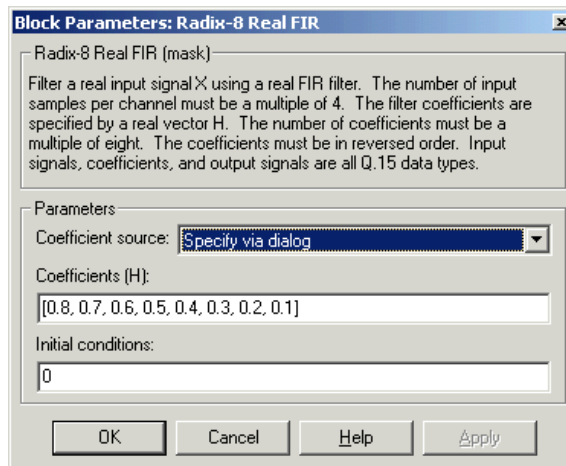 Block Parameters: Radix-8 Real FIR
Radix-8 Real FIR (mask)
Filter a real input signal X using a real FIR filter. The number of input
samples per channel must be a multiple of 4. The filter coefficients are
specified by a real vector H. The number of coefficients must be a
multiple of eight. The coefficients must be in reversed order. Input
signals, coefficients, and output signals are all Q.15 data types.
Parameters
Coefficient source: Specify via dialog
Coefficients (H):
[0.8, 0.7, 0.6, 0.5, 0.4, 0.3, 0.2, 0.1]
Initial conditions:
0
OK Cancel Help Apply